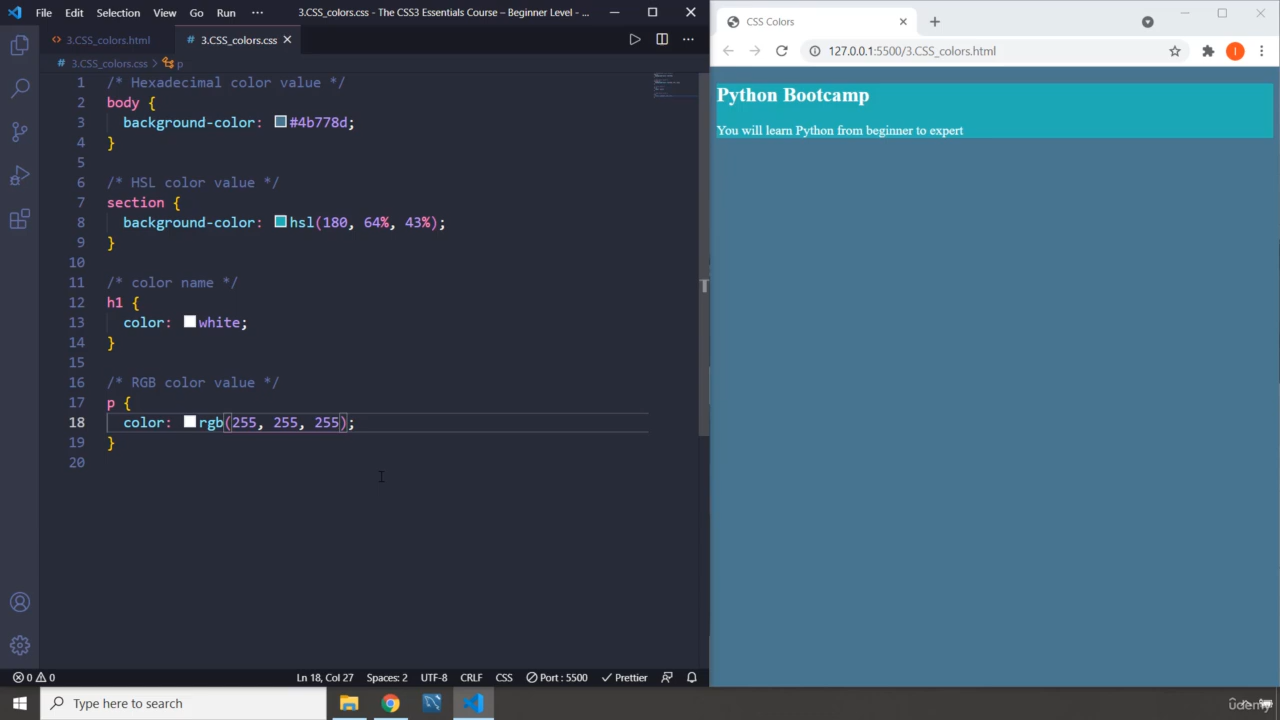 File Edit Selection View Go Run ··· 3.CSS_colors.css - The CSS3 Essentials Course – Beginner Level - ...
3.CSS_colors.html
3.CSS_colors.css
3.CSS_colors.css > p
1 /* Hexadecimal color value */
2 body {
3 background-color: #4b778d;
4 }
5
6 /* HSL color value */
7 section {
8 background-color: hsl(180, 64%, 43%);
9 }
10
11 /* color name */
12 h1 {
13 color: white;
14 }
15
16 /* RGB color value */
17 p {
18 color: rgb(255, 255, 255);
19 }
20
0 0 Ln 18, Col 27 Spaces: 2 UTF-8 CRLF CSS Port : 5500 Prettier
CSS Colors
127.0.0.1:5500/3.CSS_colors.html
I
Python Bootcamp
You will learn Python from beginner to expert
Type here to search
udemy